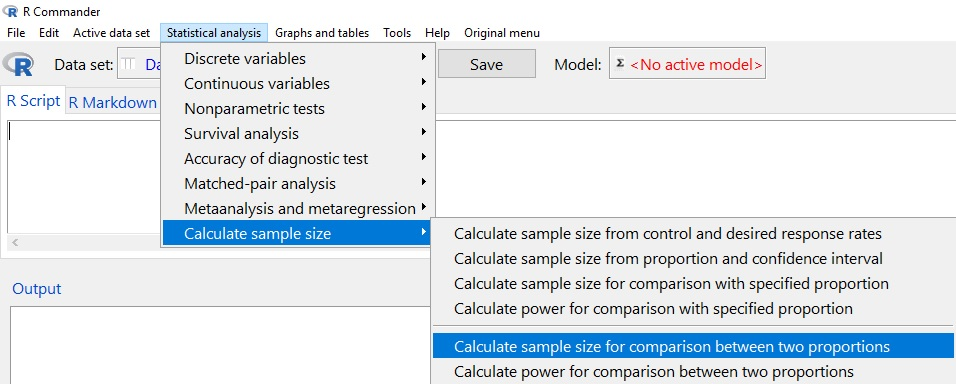 R Commander
File Edit Active data set Statistical analysis Graphs and tables Tools Help Original menu
R Data set: Da Save Model: Σ <No active model>
R Script R Markdown
Discrete variables
Continuous variables
Nonparametric tests
Survival analysis
Accuracy of diagnostic test
Matched-pair analysis
Metaanalysis and metaregression
Calculate sample size
Calculate sample size from control and desired response rates
Calculate sample size from proportion and confidence interval
Calculate sample size for comparison with specified proportion
Calculate power for comparison with specified proportion
Calculate sample size for comparison between two proportions
Calculate power for comparison between two proportions
Output